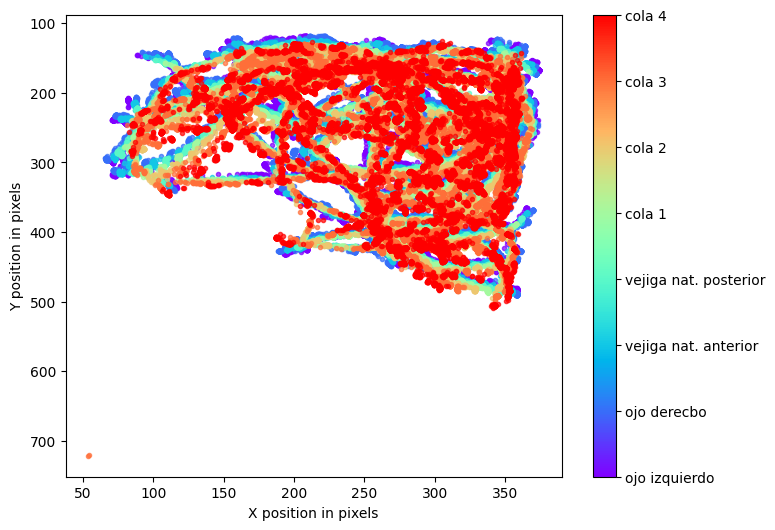 100
200
300
400
500
600
700
50
100
150
200
250
300
350
Y position in pixels
X position in pixels
cola 4
cola 3
cola 2
cola 1
vejiga nat. posterior
vejiga nat. anterior
ojo derecbo
ojo izquierdo